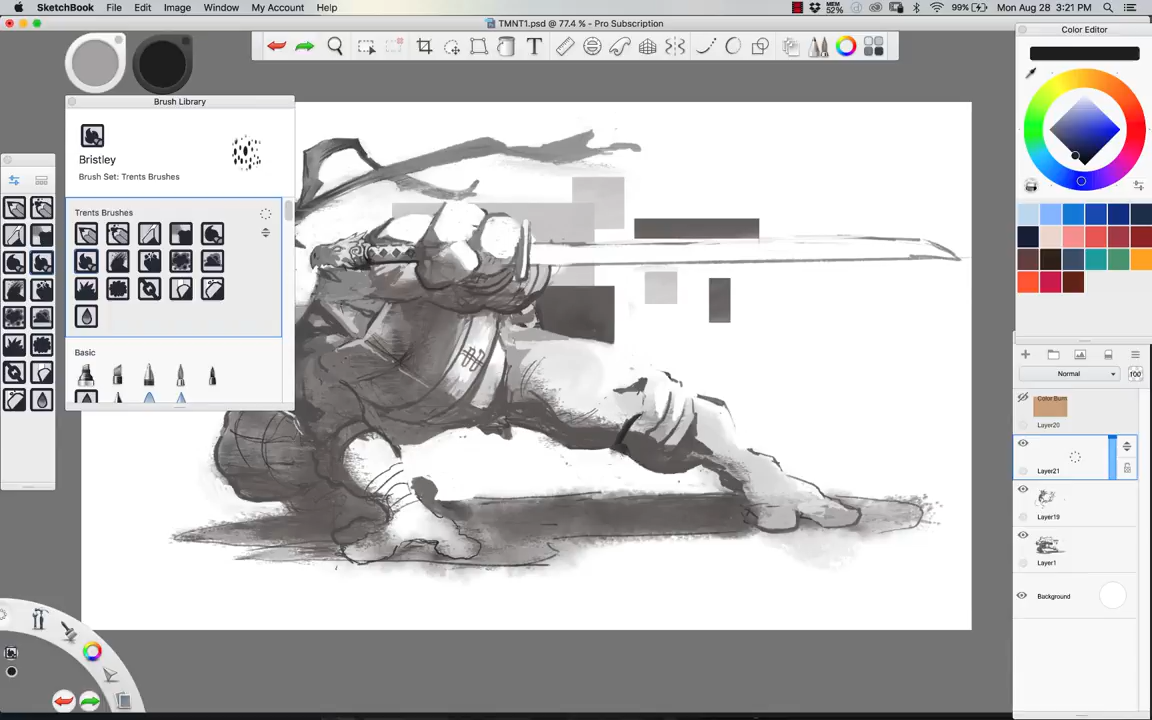 SketchBook File Edit Image Window My Account Help MEM 52% 99% Mon Aug 28 3:21 PM
TMNT1.psd @ 77.4 % - Pro Subscription
T
Color Editor
Brush Library
Bristley
Brush Set: Trents Brushes
Trents Brushes
Basic
Normal
100
Color Burn
Layer20
Layer21
Layer19
Layer1
Background